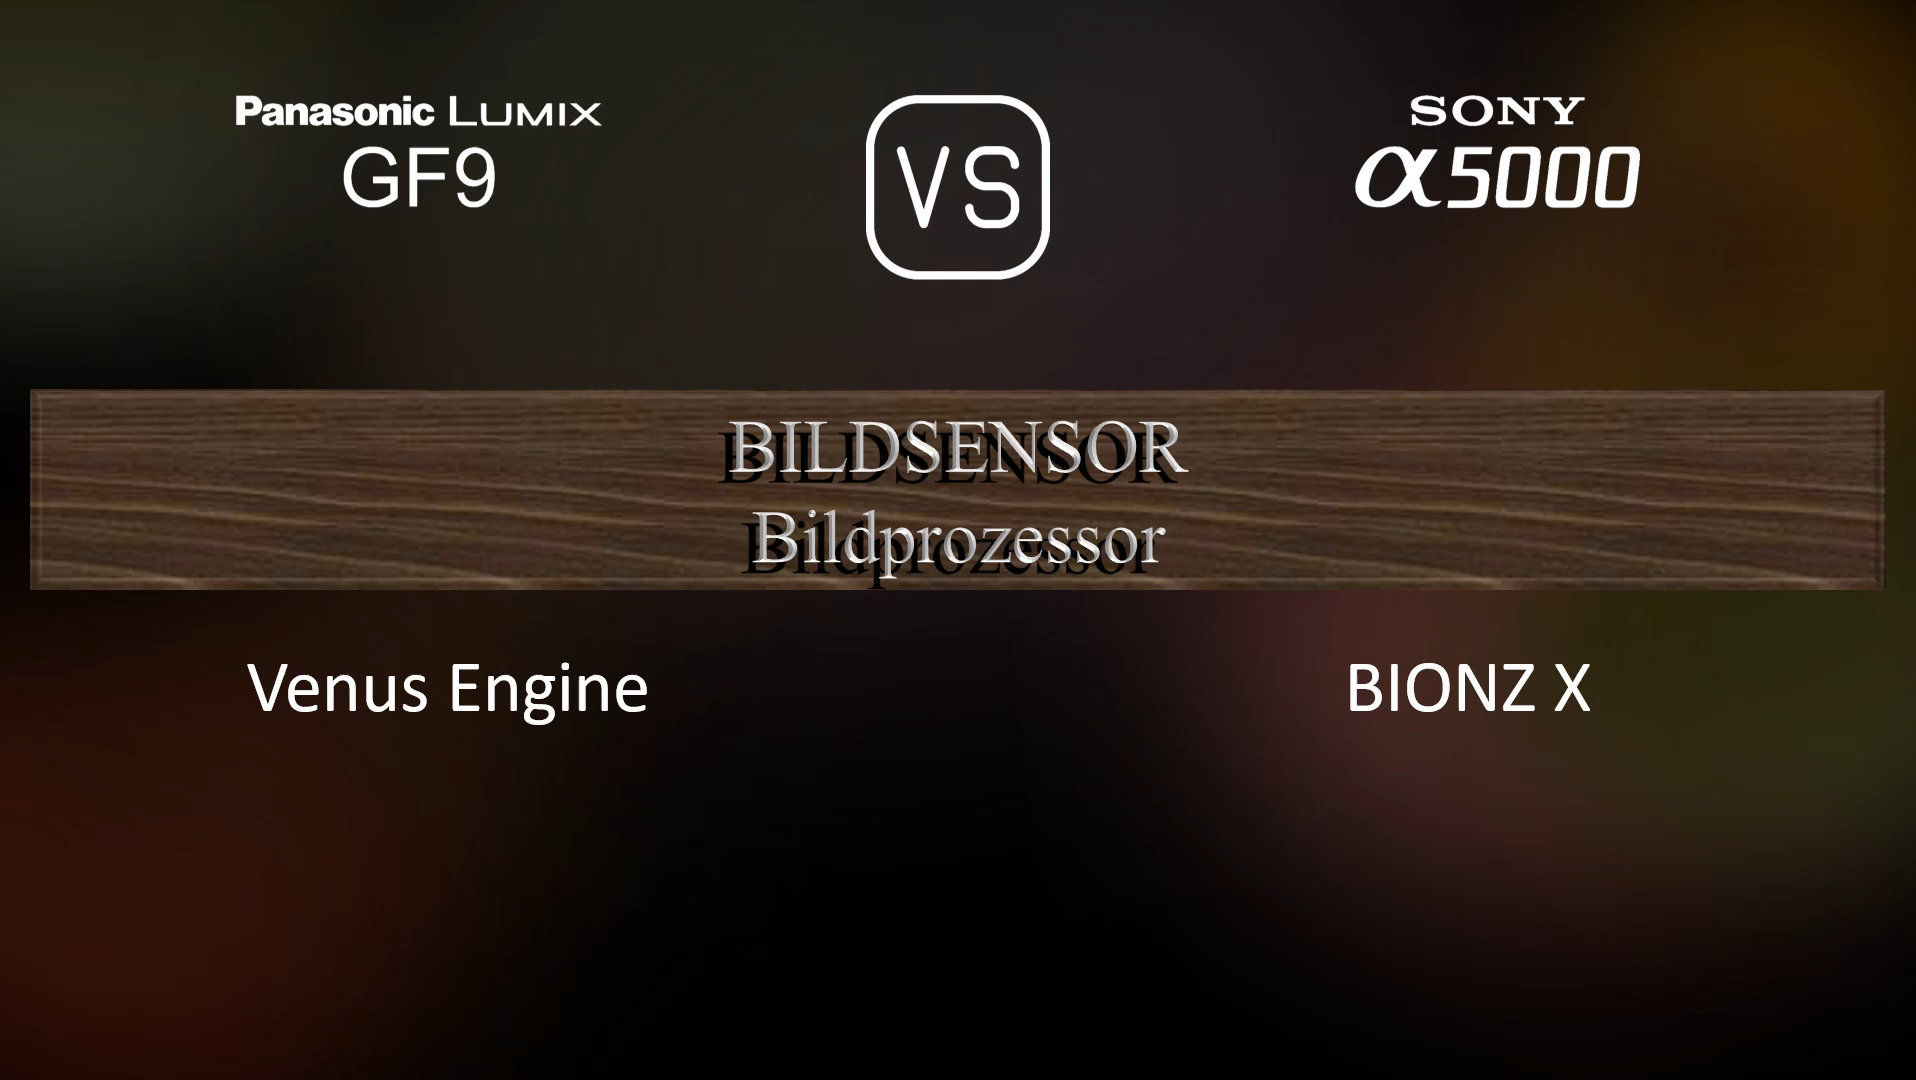 Panasonic LUMIX
GF9
VS
SONY
α5000
BILDSENSOR
Bildprozessor
Venus Engine
BIONZ X